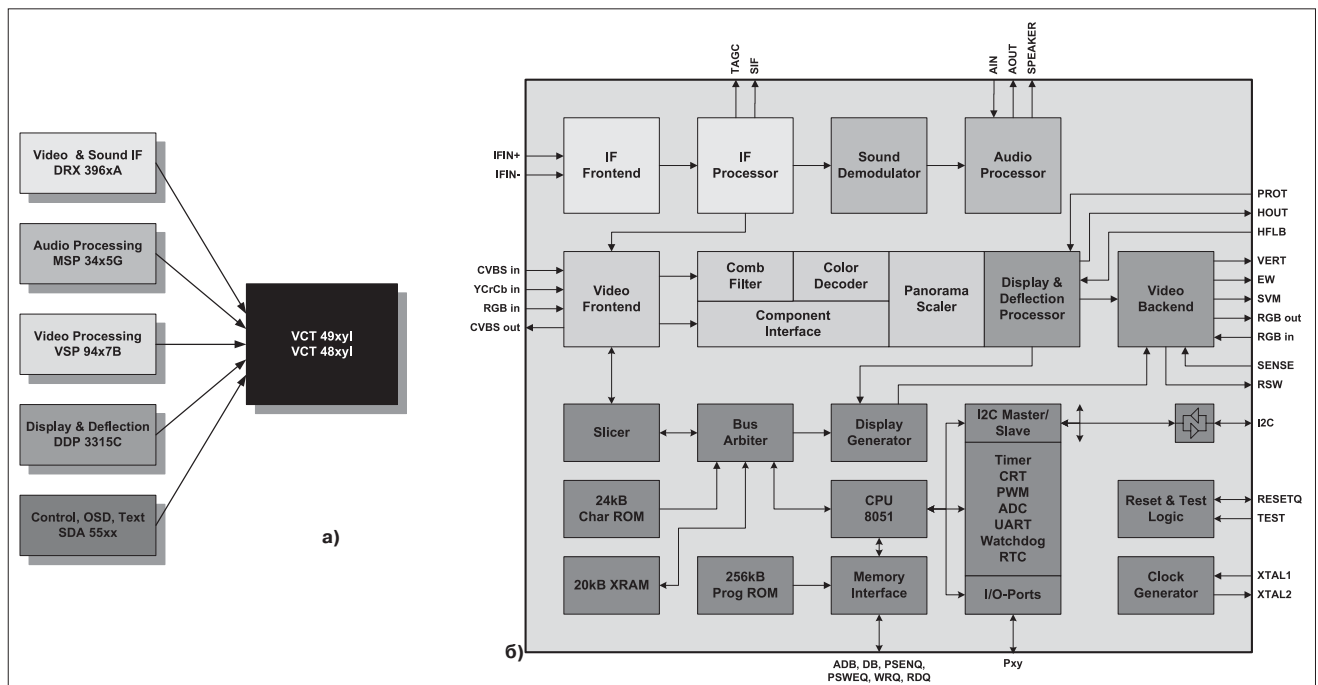 Video & Sound IF
DRX 396xA
Audio Processing
MSP 34x5G
Video Processing
VSP 94x7B
Display & Deflection
DDP 3315C
Control, OSD, Text
SDA 55xx
VCT 49xyI
VCT 48xyI
а)
TAGC
SIF
AIN
AOUT
SPEAKER
IFIN+
IFIN-
IF
Frontend
IF
Processor
Sound
Demodulator
Audio
Processor
PROT
HOUT
HFLB
VERT
EW
SVM
RGB out
RGB in
SENSE
RSW
CVBS in
YCrCb in
RGB in
CVBS out
Video
Frontend
Comb
Filter
Color
Decoder
Component
Interface
Panorama
Scaler
Display &
Deflection
Processor
Video
Backend
Slicer
Bus
Arbiter
Display
Generator
I2C Master/
Slave
I2C
24kB
Char ROM
CPU
8051
Timer
CRT
PWM
ADC
UART
Watchdog
RTC
Reset & Test
Logic
RESETQ
TEST
20kB XRAM
256kB
Prog ROM
Memory
Interface
I/O-Ports
Clock
Generator
XTAL1
XTAL2
б)
ADB, DB, PSENQ,
PSWEQ, WRQ, RDQ
Pxy